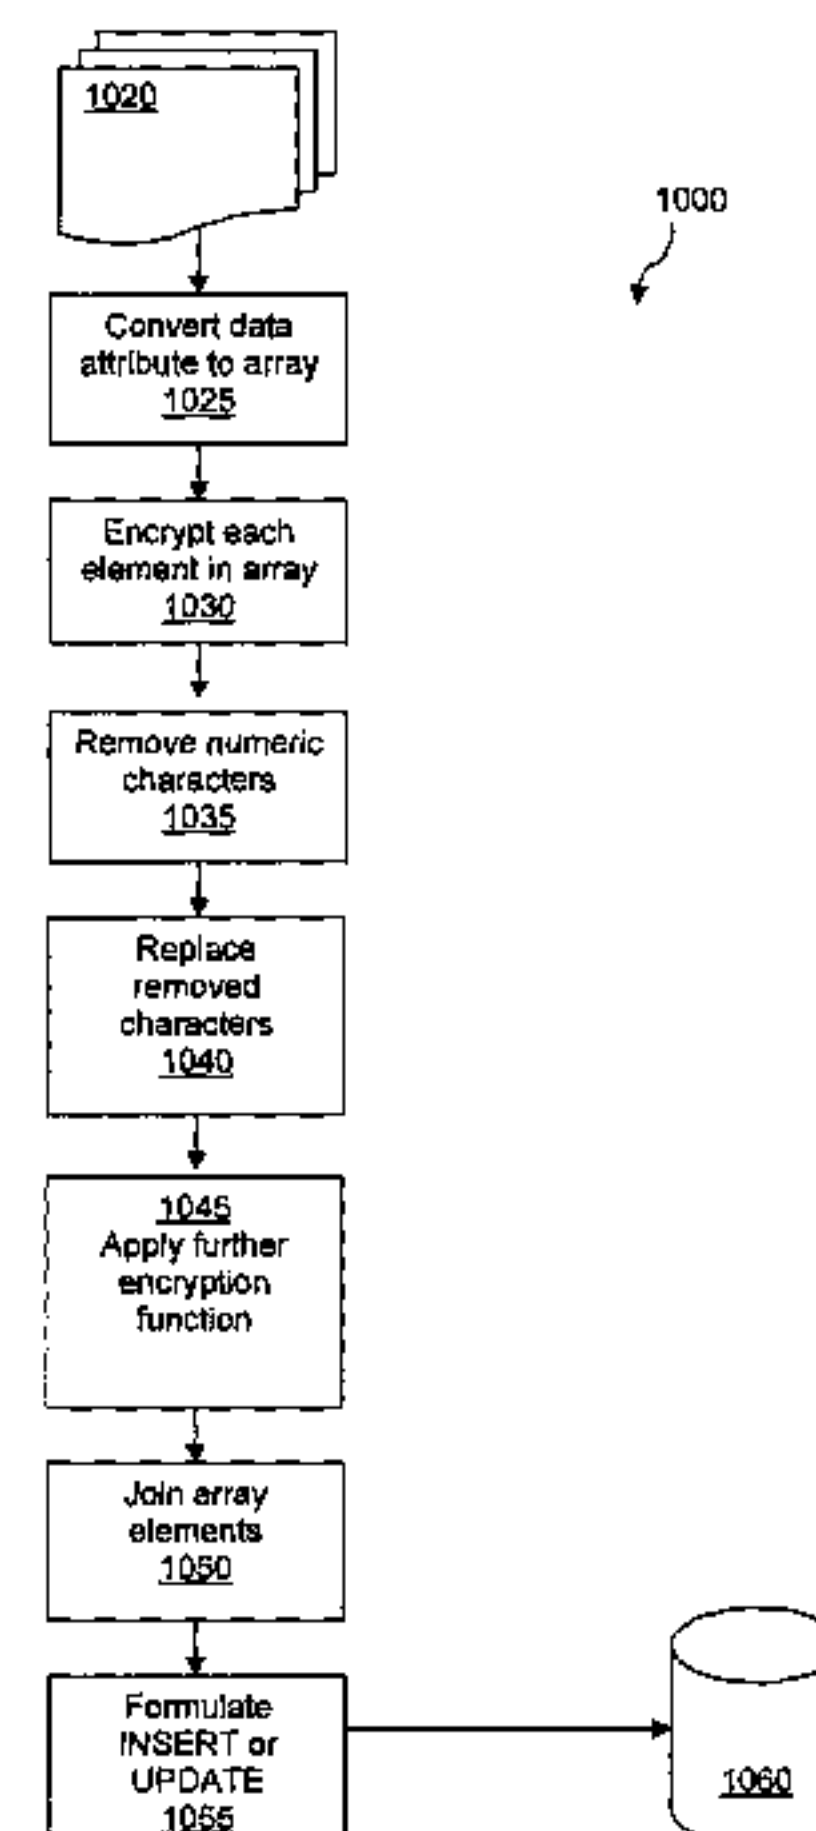 1020
1000
Convert data
attribute to array
1025
Encrypt each
element in array
1030
Remove numeric
characters
1035
Replace
removed
characters
1040
1045
Apply further
encryption
function
Join array
elements
1050
Formulate
INSERT or
UPDATE
1055
1060